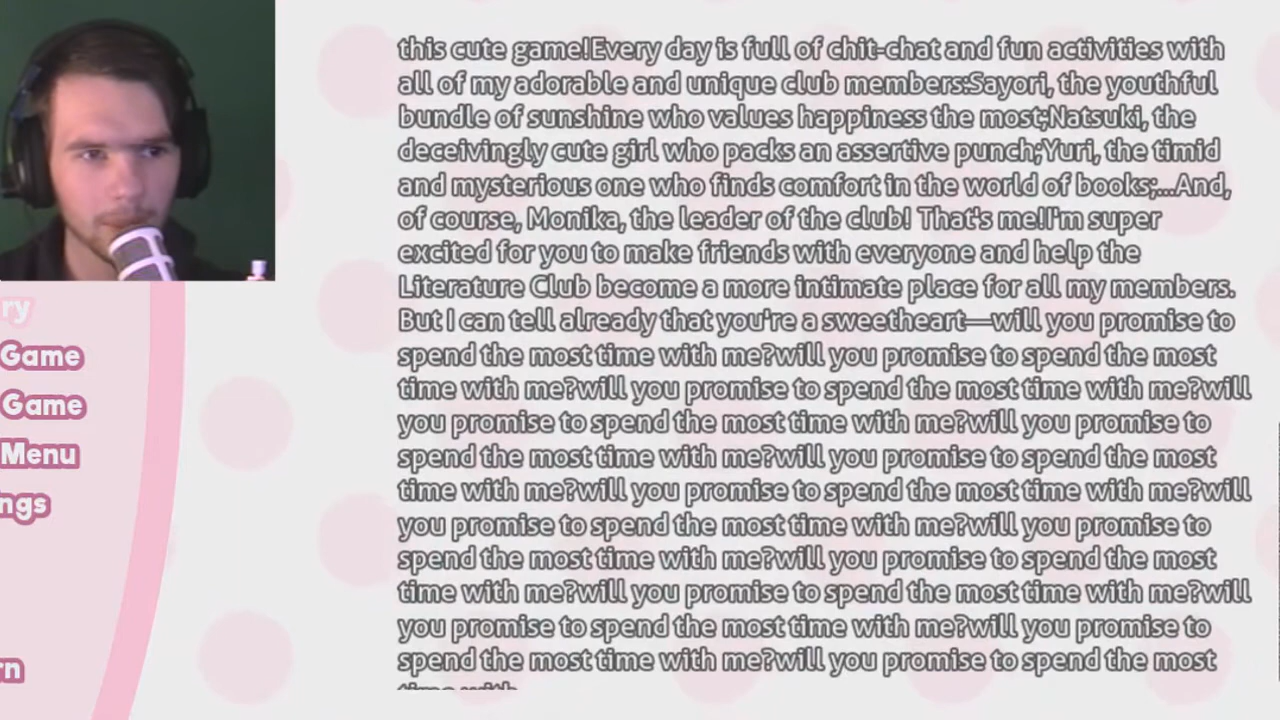 this cute game!Every day is full of chit-chat and fun activities with
all of my adorable and unique club members:Sayori, the youthful
bundle of sunshine who values happiness the most;Natsuki, the
deceivingly cute girl who packs an assertive punch;Yuri, the timid
and mysterious one who finds comfort in the world of books;...And,
of course, Monika, the leader of the club! That's me!I'm super
excited for you to make friends with everyone and help the
Literature Club become a more intimate place for all my members.
But I can tell already that you're a sweetheart—will you promise to
spend the most time with me?will you promise to spend the most
time with me?will you promise to spend the most time with me?will
you promise to spend the most time with me?will you promise to
spend the most time with me?will you promise to spend the most
time with me?will you promise to spend the most time with me?will
you promise to spend the most time with me?will you promise to
spend the most time with me?will you promise to spend the most
time with me?will you promise to spend the most time with me?will
you promise to spend the most time with me?will you promise to
spend the most time with me?will you promise to spend the most
time with
ry
Game
Game
Menu
ngs
rn